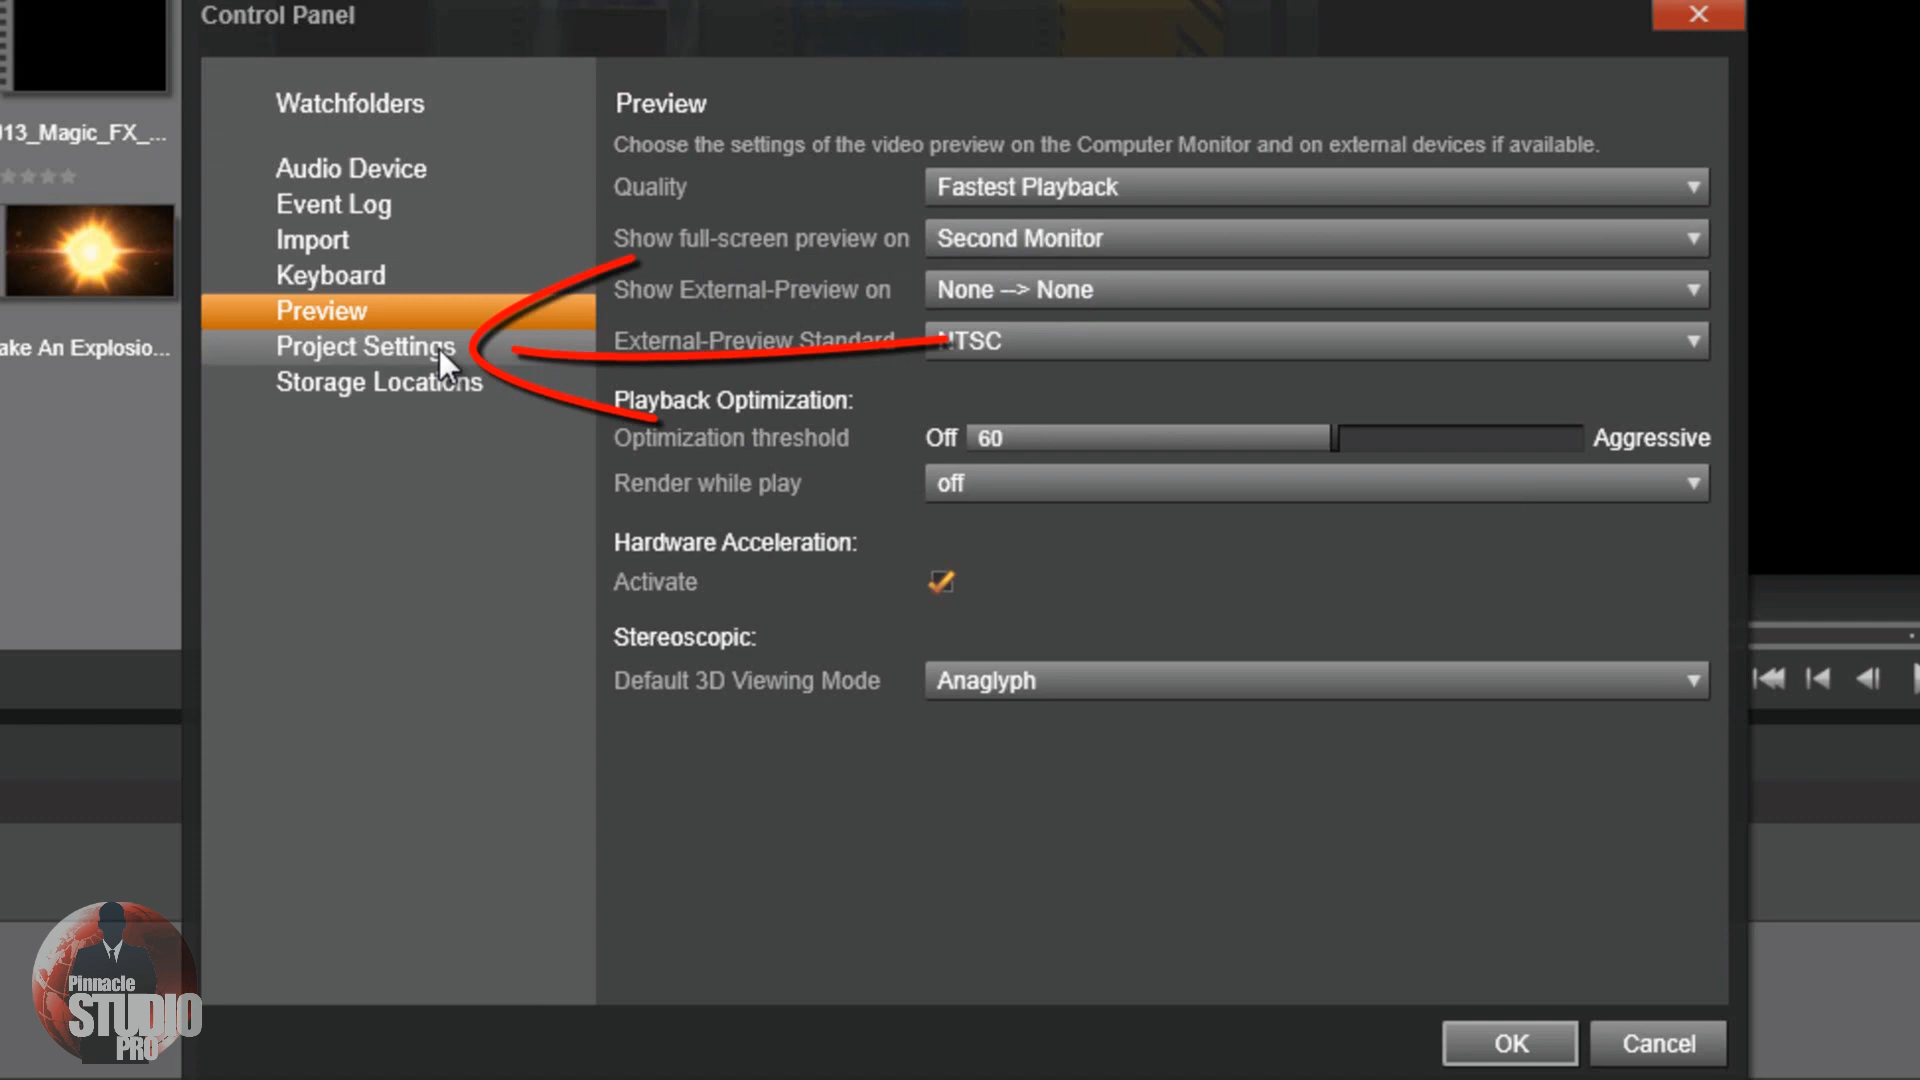 Control Panel
013_Magic_FX_...
ake An Explosio...
Watchfolders
Audio Device
Event Log
Import
Keyboard
Preview
Project Settings
Storage Locations
Preview
Choose the settings of the video preview on the Computer Monitor and on external devices if available.
Quality Fastest Playback
Show full-screen preview on Second Monitor
Show External-Preview on None --> None
External-Preview Standard NTSC
Playback Optimization:
Optimization threshold Off 60 Aggressive
Render while play off
Hardware Acceleration:
Activate
Stereoscopic:
Default 3D Viewing Mode Anaglyph
OK Cancel
Pinnacle
STUDIO
PRO